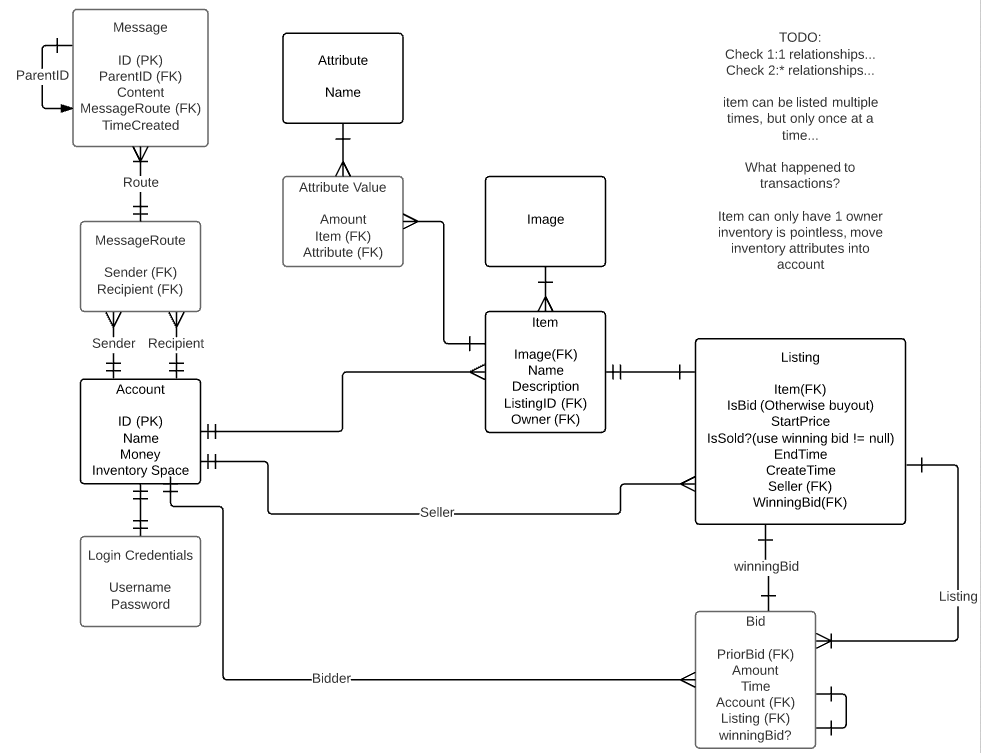 Message
ID (PK)
ParentID (FK)
Content
MessageRoute (FK)
TimeCreated
ParentID
Route
MessageRoute
Sender (FK)
Recipient (FK)
Sender
Recipient
Account
ID (PK)
Name
Money
Inventory Space
Login Credentials
Username
Password
Attribute
Name
Attribute Value
Amount
Item (FK)
Attribute (FK)
Image
Item
Image(FK)
Name
Description
ListingID (FK)
Owner (FK)
TODO:
Check 1:1 relationships...
Check 2:* relationships...
item can be listed multiple
times, but only once at a
time...
What happened to
transactions?
Item can only have 1 owner
inventory is pointless, move
inventory attributes into
account
Listing
Item(FK)
IsBid (Otherwise buyout)
StartPrice
IsSold?(use winning bid != null)
EndTime
CreateTime
Seller (FK)
WinningBid(FK)
Seller
winningBid
Listing
Bidder
Bid
PriorBid (FK)
Amount
Time
Account (FK)
Listing (FK)
winningBid?